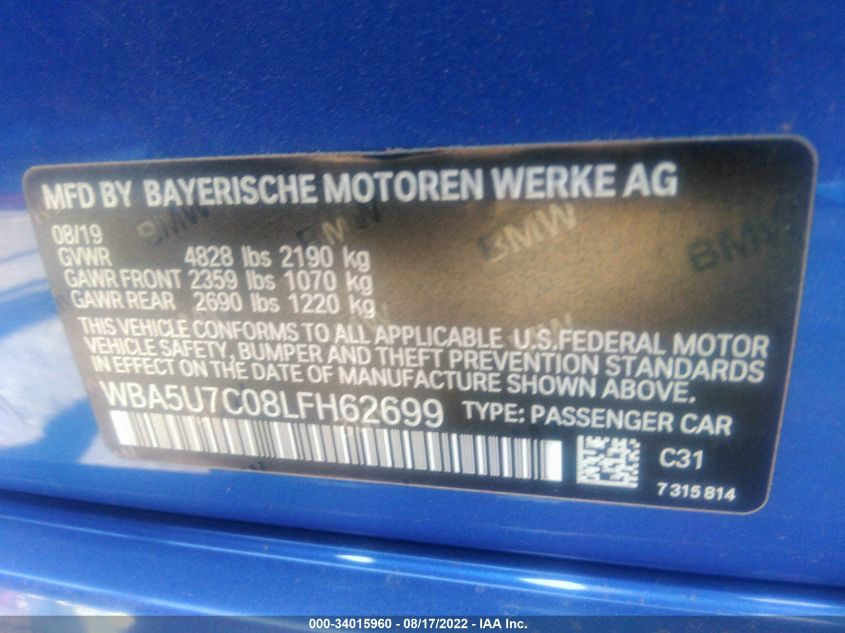 MFD BY BAYERISCHE MOTOREN WERKE AG
08/19
GVWR 4828 lbs 2190 kg
GAWR FRONT 2359 lbs 1070 kg
GAWR REAR 2690 lbs 1220 kg
THIS VEHICLE CONFORMS TO ALL APPLICABLE U.S.FEDERAL MOTOR
VEHICLE SAFETY, BUMPER AND THEFT PREVENTION STANDARDS
IN EFFECT ON THE DATE OF MANUFACTURE SHOWN ABOVE.
WBA5U7C08LFH62699 TYPE: PASSENGER CAR
C31
7 315 814
BMW
BMW
BMW
BMW
000-34015960 - 08/17/2022 - IAA Inc.